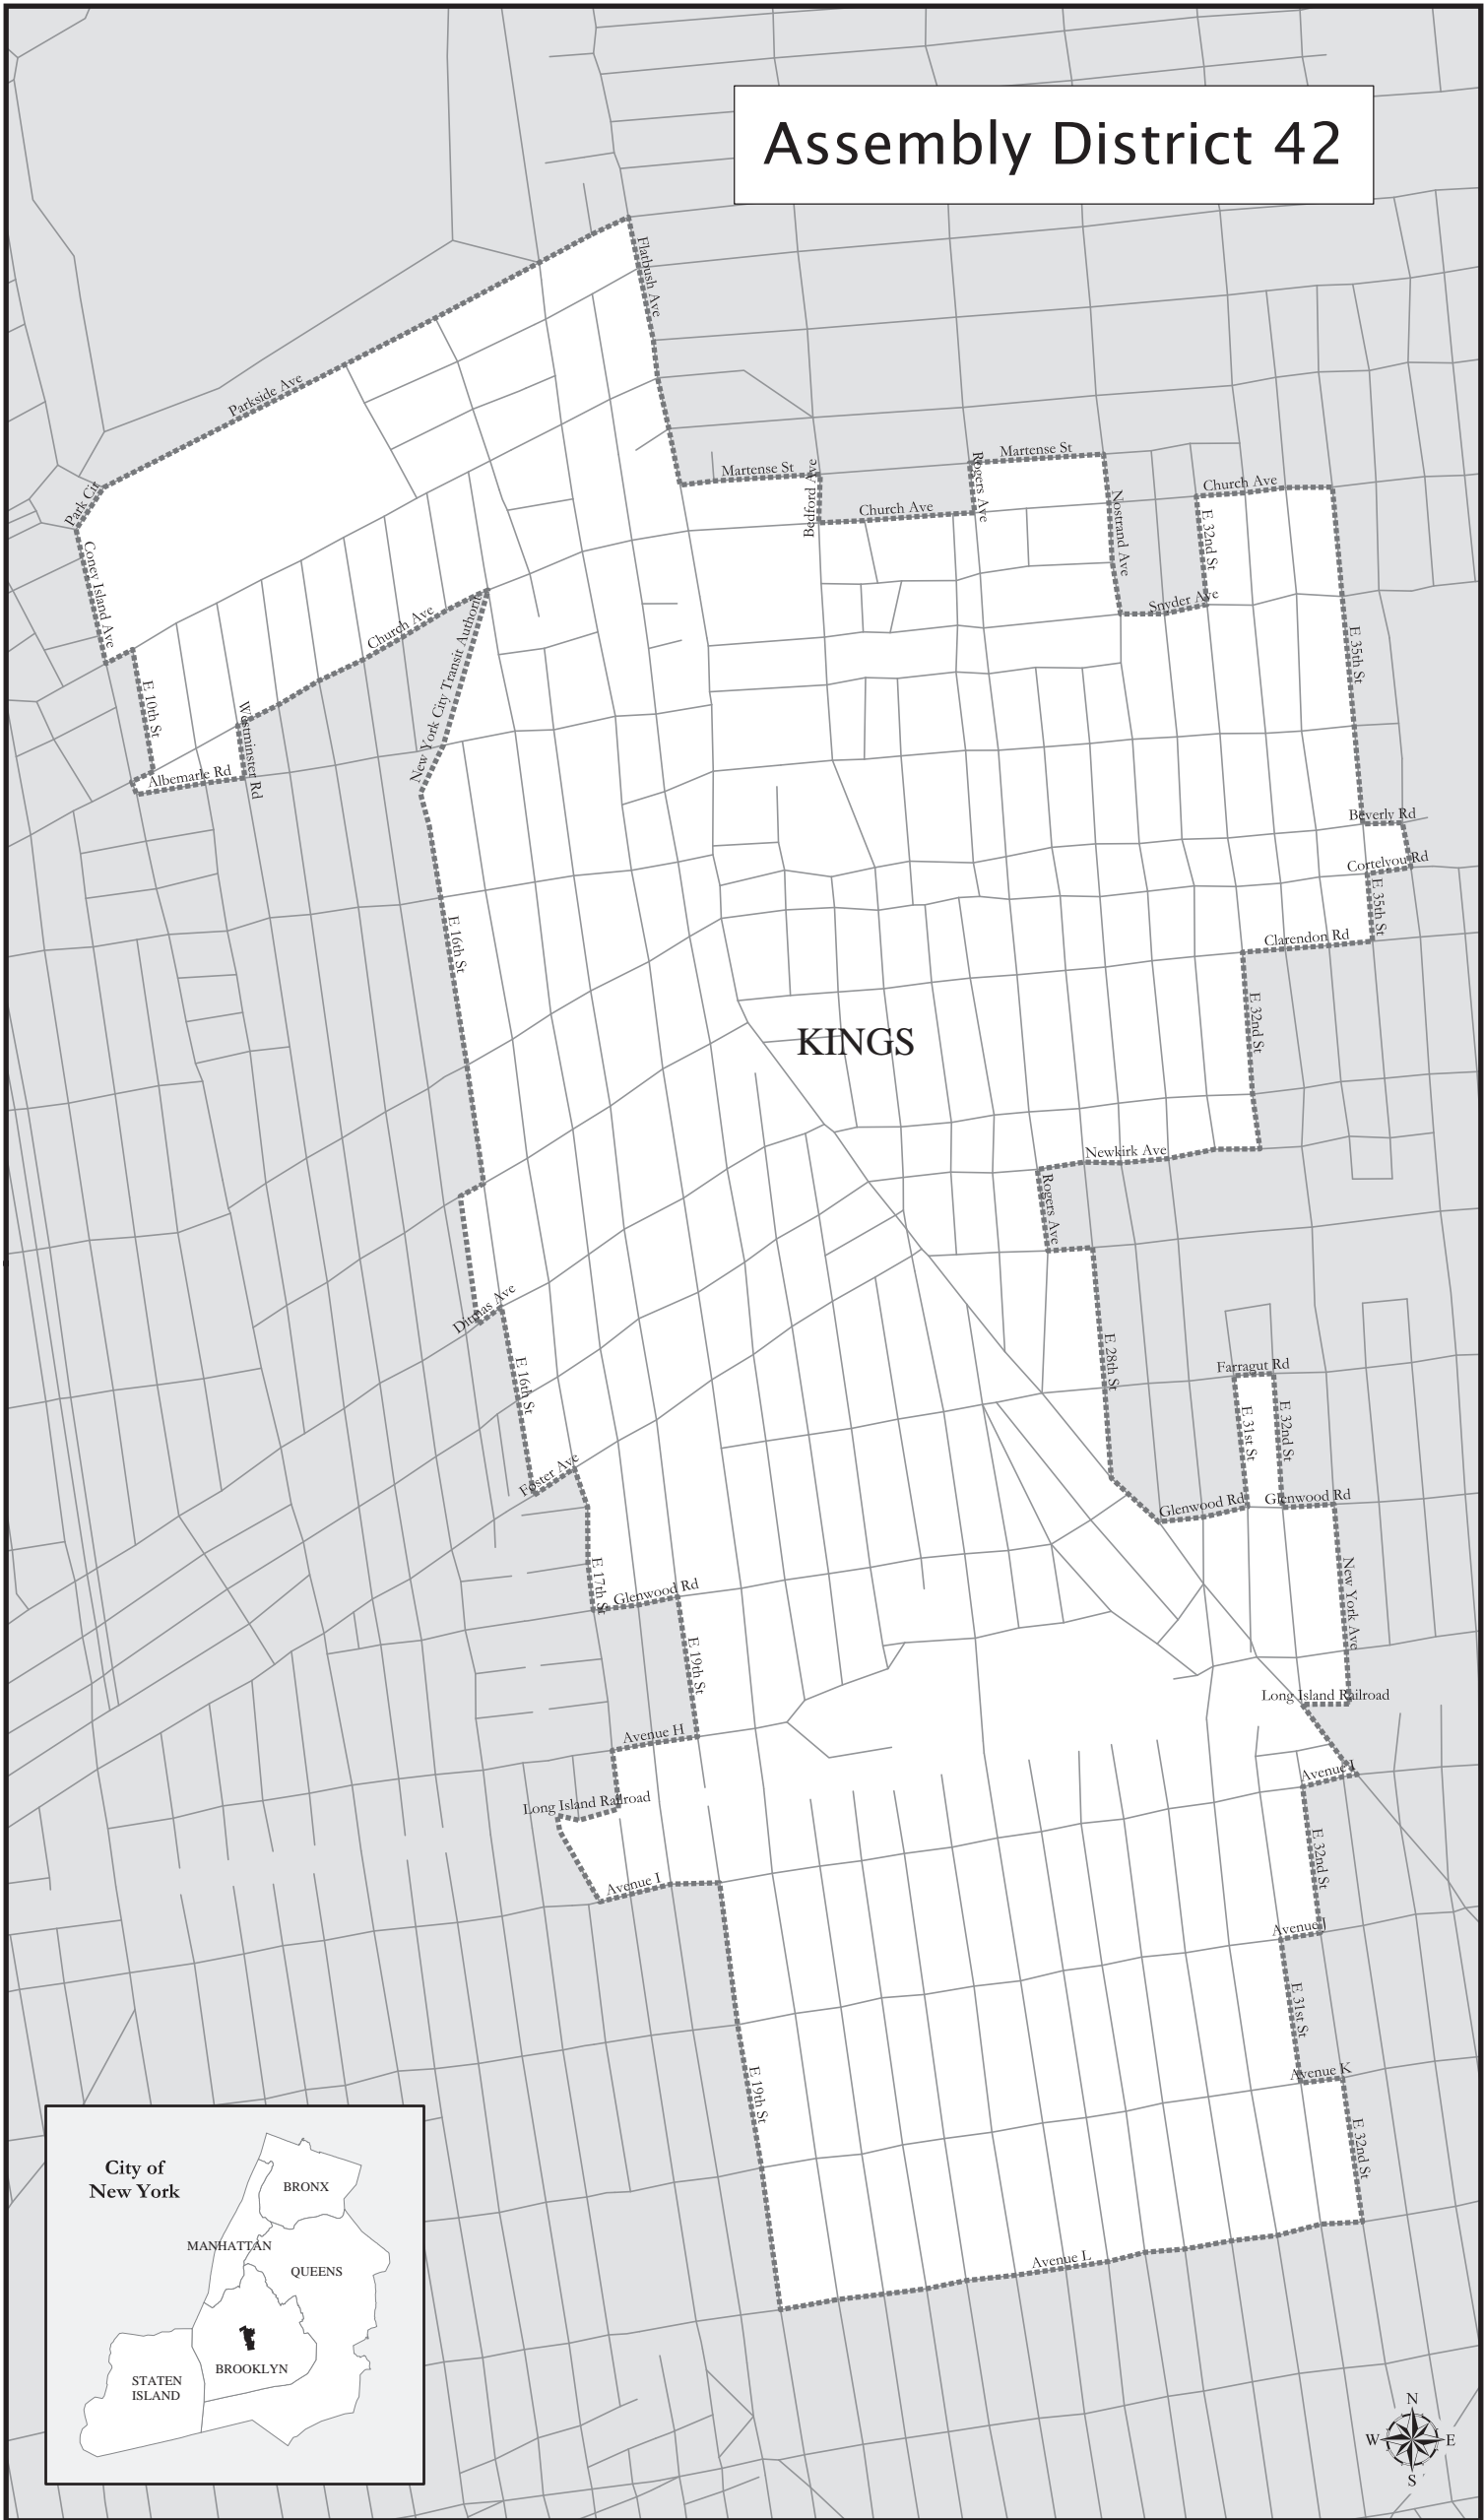 Assembly District 42
Flatbush Ave
Parkside Ave
Park Cir
Coney Island Ave
Martense St
Bedford Ave
Church Ave
Rogers Ave
Martense St
Nostrand Ave
Church Ave
E 32nd St
Snyder Ave
E 35th St
Church Ave
New York City Transit Authority
E 10th St
Westminster Rd
Albemarle Rd
Beverly Rd
Cortelyou Rd
E 35th St
Clarendon Rd
E 16th St
E 32nd St
KINGS
Newkirk Ave
Rogers Ave
Ditmas Ave
E 28th St
E 16th St
Farragut Rd
E 31st St
E 32nd St
Foster Ave
Glenwood Rd
Glenwood Rd
E 17th St
Glenwood Rd
New York Ave
E 19th St
Long Island Railroad
Avenue H
Avenue I
Long Island Railroad
E 32nd St
Avenue I
Avenue J
E 31st St
Avenue K
E 19th St
E 32nd St
Avenue L
City of
New York
BRONX
MANHATTAN
QUEENS
BROOKLYN
STATEN
ISLAND
N
W
E
S